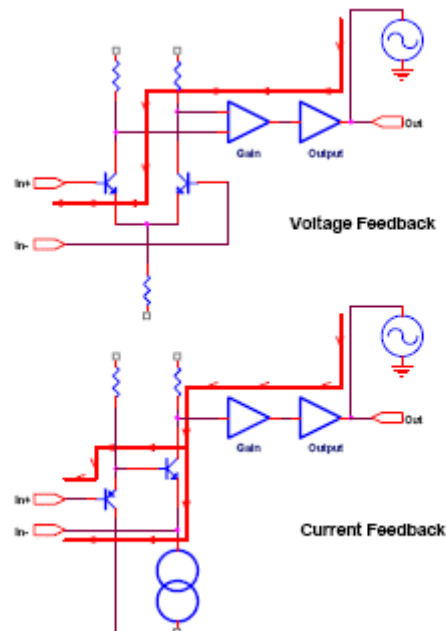 Out
Gain
Output
In+
In-
Voltage Feedback
Out
Gain
Output
In+
In-
Current Feedback